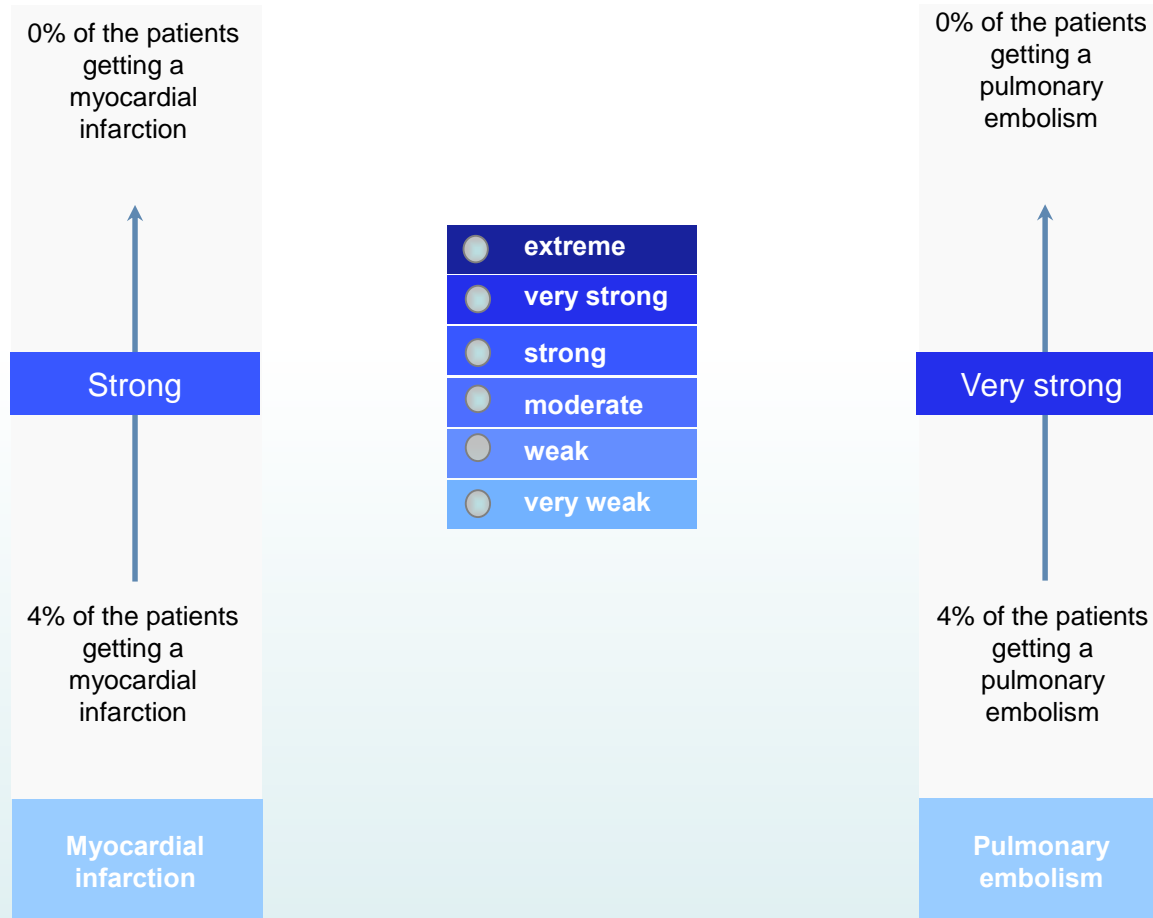 0% of the patients
getting a
myocardial
infarction
Strong
4% of the patients
getting a
myocardial
infarction
Myocardial
infarction
extreme
very strong
strong
moderate
weak
very weak
0% of the patients
getting a
pulmonary
embolism
Very strong
4% of the patients
getting a
pulmonary
embolism
Pulmonary
embolism